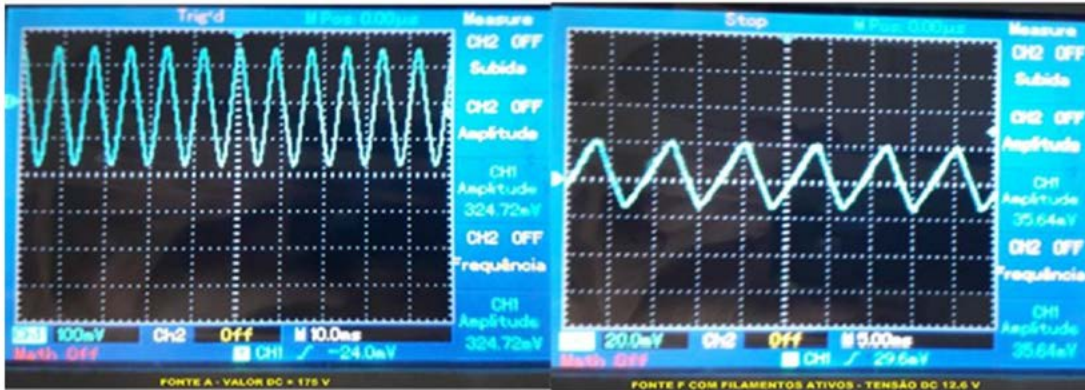 Trig'd M Pos: 0.00µs Measure
CH2 OFF
Subida
CH2 OFF
Amplitude
CH1
Amplitude
324.72mV
CH2 OFF
Frequência
CH1
Amplitude
324.72mV
100mV Ch2 Off M 10.0ms
Math Off CH1 -24.0mV
FONTE A - VALOR DC = 175 V
Stop M Pos: 0.00µs Measure
CH2 OFF
Subida
CH2 OFF
Amplitude
CH1
Amplitude
35.64mV
CH2 OFF
Frequência
CH1
Amplitude
35.64mV
20.0mV Ch2 Off M 5.00ms
Math Off CH1 29.6mV
FONTE F COM FILAMENTOS ATIVOS - TENSÃO DC 12.6 V